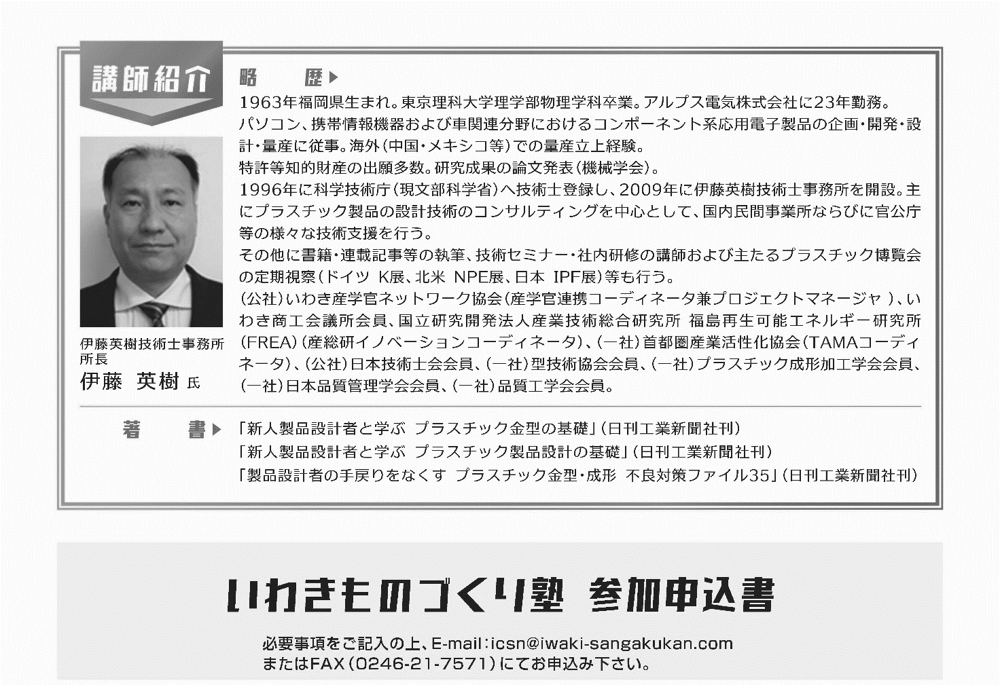 講師紹介
略　歴▶
1963年福岡県生まれ。東京理科大学理学部物理学科卒業。アルプス電気株式会社に23年勤務。
パソコン、携帯情報機器および車関連分野におけるコンポーネント系応用電子製品の企画・開発・設
計・量産に従事。海外（中国・メキシコ等）での量産立上経験。
特許等知的財産の出願多数。研究成果の論文発表（機械学会）。
1996年に科学技術庁（現文部科学省）へ技術士登録し、2009年に伊藤英樹技術士事務所を開設。主
にプラスチック製品の設計技術のコンサルティングを中心として、国内民間事業所ならびに官公庁
等の様々な技術支援を行う。
その他に書籍・連載記事等の執筆、技術セミナー・社内研修の講師および主たるプラスチック博覧会
の定期視察（ドイツ K展、北米 NPE展、日本 IPF展）等も行う。
（公社）いわき産学官ネットワーク協会（産学官連携コーディネータ兼プロジェクトマネージャ ）、い
わき商工会議所会員、国立研究開発法人産業技術総合研究所 福島再生可能エネルギー研究所
（FREA）（産総研イノベーションコーディネータ）、（一社）首都圏産業活性化協会（TAMAコーディ
ネータ）、（公社）日本技術士会会員、（一社）型技術協会会員、（一社）プラスチック成形加工学会会員、
（一社）日本品質管理学会会員、（一社）品質工学会会員。
伊藤英樹技術士事務所
所長
伊藤 英樹 氏
著　書▶
「新人製品設計者と学ぶ プラスチック金型の基礎」（日刊工業新聞社刊）
「新人製品設計者と学ぶ プラスチック製品設計の基礎」（日刊工業新聞社刊）
「製品設計者の手戻りをなくす プラスチック金型・成形 不良対策ファイル35」（日刊工業新聞社刊）
いわきものづくり塾 参加申込書
必要事項をご記入の上、E-mail：icsn@iwaki-sangakukan.com
またはFAX（0246-21-7571）にてお申込み下さい。